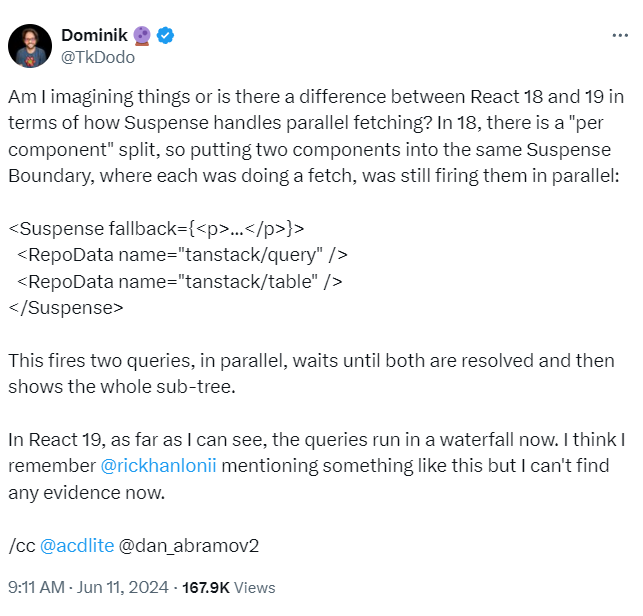 Dominik 🔮
@TkDodo
Am I imagining things or is there a difference between React 18 and 19 in
terms of how Suspense handles parallel fetching? In 18, there is a "per
component" split, so putting two components into the same Suspense
Boundary, where each was doing a fetch, was still firing them in parallel:
<Suspense fallback={<p>...</p>}>
  <RepoData name="tanstack/query" />
  <RepoData name="tanstack/table" />
</Suspense>
This fires two queries, in parallel, waits until both are resolved and then
shows the whole sub-tree.
In React 19, as far as I can see, the queries run in a waterfall now. I think I
remember @rickhanlonii mentioning something like this but I can't find
any evidence now.
/cc @acdlite @dan_abramov2
9:11 AM · Jun 11, 2024 · 167.9K Views